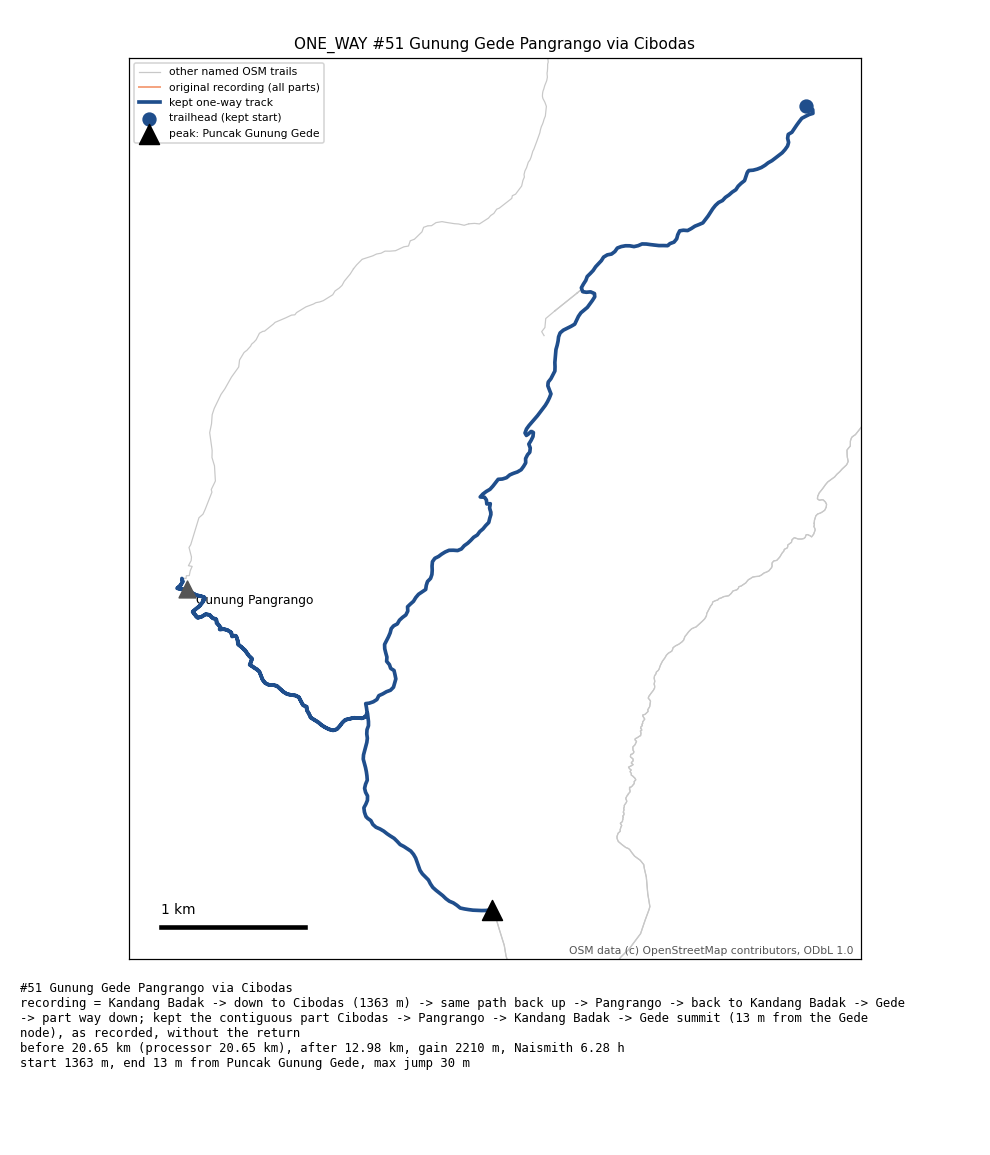 ONE_WAY #51 Gunung Gede Pangrango via Cibodas
other named OSM trails
original recording (all parts)
kept one-way track
trailhead (kept start)
peak: Puncak Gunung Gede
Gunung Pangrango
1 km
OSM data (c) OpenStreetMap contributors, ODbL 1.0
#51 Gunung Gede Pangrango via Cibodas
recording = Kandang Badak -> down to Cibodas (1363 m) -> same path back up -> Pangrango -> back to Kandang Badak -> Gede
-> part way down; kept the contiguous part Cibodas -> Pangrango -> Kandang Badak -> Gede summit (13 m from the Gede
node), as recorded, without the return
before 20.65 km (processor 20.65 km), after 12.98 km, gain 2210 m, Naismith 6.28 h
start 1363 m, end 13 m from Puncak Gunung Gede, max jump 30 m